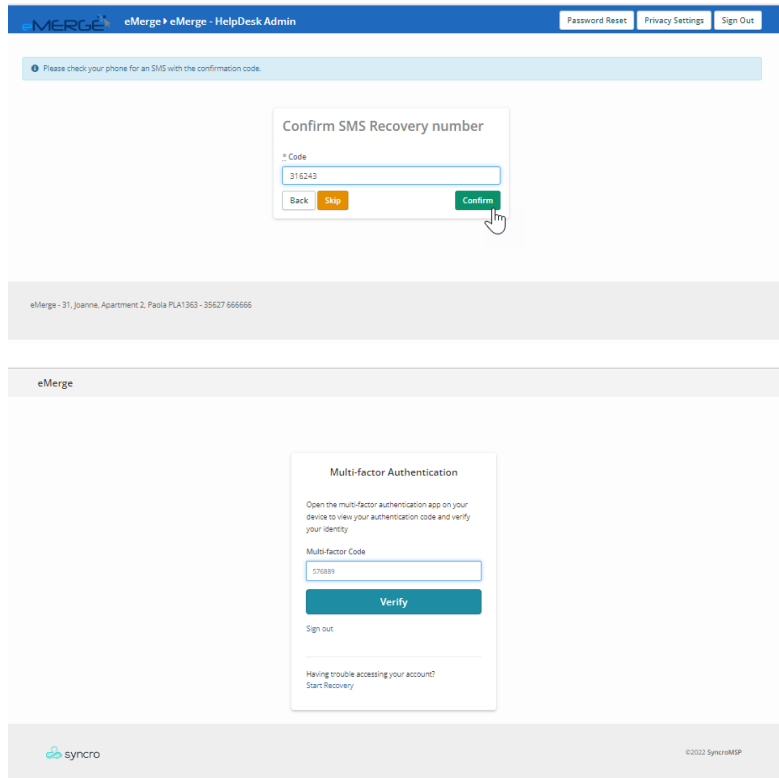 eMERGE eMerge eMerge - HelpDesk Admin Password Reset Privacy Settings Sign Out
Please check your phone for an SMS with the confirmation code.
Confirm SMS Recovery number
* Code
316243
Back Skip Confirm
eMerge - 31, Joanne, Apartment 2, Paola PLA1363 - 35627 666666
eMerge
Multi-factor Authentication
Open the multi-factor authentication app on your
device to view your authentication code and verify
your identity
Multi-factor Code
576889
Verify
Sign out
Having trouble accessing your account?
Start Recovery
syncro ©2022 SyncroMSP